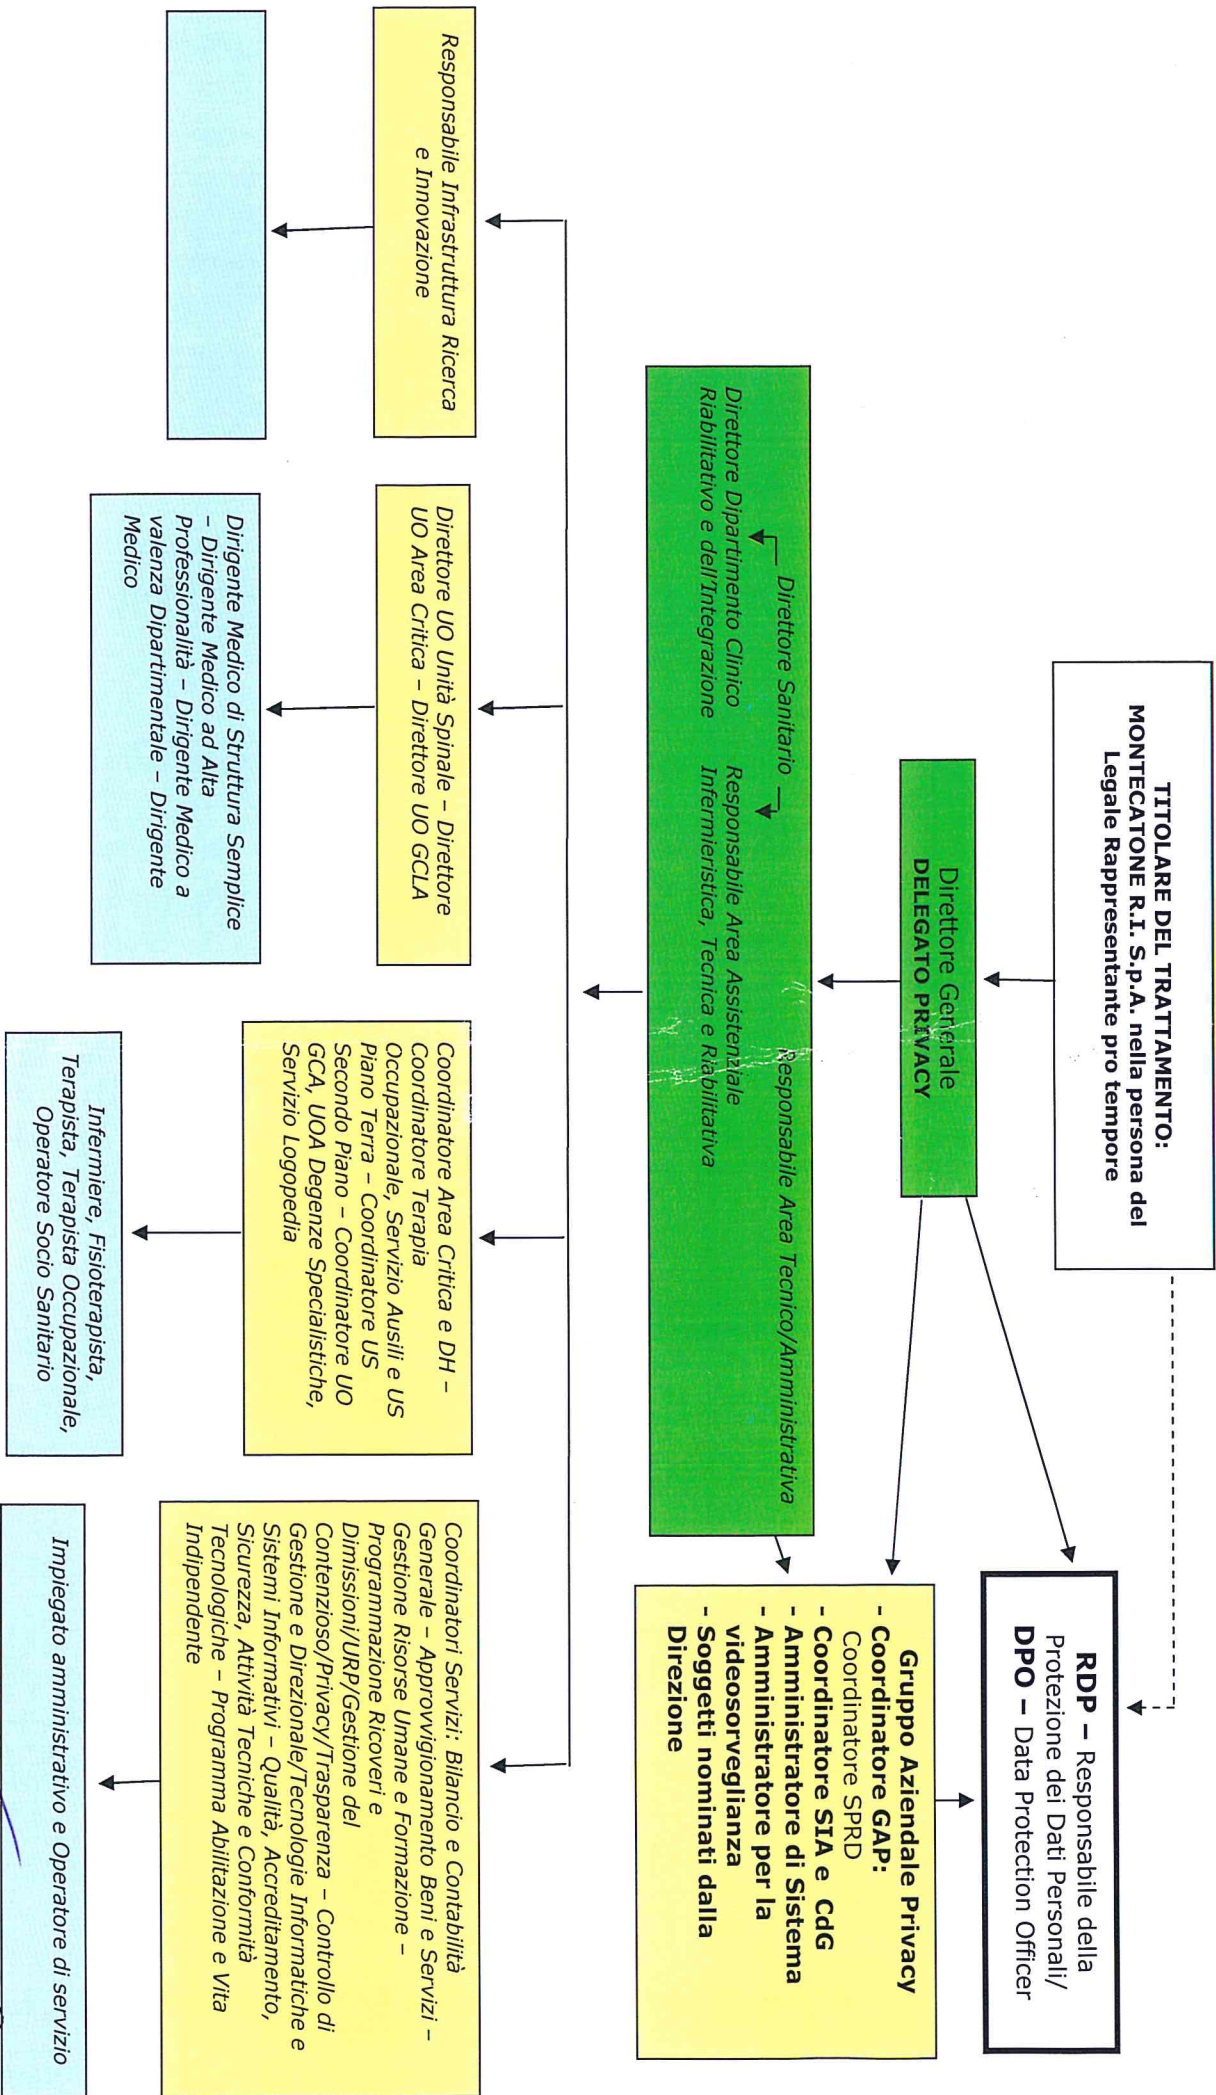 TITOLARE DEL TRATTAMENTO:
MONTECATONE R.I. S.p.A. nella persona del
Legale Rappresentante pro tempore
Direttore Generale
DELEGATO PRIVACY
RDP – Responsabile della
Protezione dei Dati Personali/
DPO – Data Protection Officer
Gruppo Aziendale Privacy
- Coordinatore GAP:
Coordinatore SPRD
- Coordinatore SIA e CdG
- Amministratore di Sistema
- Amministratore per la
videosorveglianza
- Soggetti nominati dalla
Direzione
Direttore Sanitario
Responsabile Area Tecnico/Amministrativa
Direttore Dipartimento Clinico
Riabilitativo e dell'Integrazione
Responsabile Area Assistenziale
Infermieristica, Tecnica e Riabilitativa
Responsabile Infrastruttura Ricerca
e Innovazione
Direttore UO Unità Spinale – Direttore
UO Area Critica – Direttore UO GCLA
Dirigente Medico di Struttura Semplice
– Dirigente Medico ad Alta
Professionalità – Dirigente Medico a
valenza Dipartimentale – Dirigente
Medico
Coordinatore Area Critica e DH –
Coordinatore Terapia
Occupazionale, Servizio Ausili e US
Piano Terra – Coordinatore US
Secondo Piano – Coordinatore UO
GCA, UOA Degenze Specialistiche,
Servizio Logopedia
Infermiere, Fisioterapista,
Terapista, Terapista Occupazionale,
Operatore Socio Sanitario
Coordinatori Servizi: Bilancio e Contabilità
Generale – Approvvigionamento Beni e Servizi –
Gestione Risorse Umane e Formazione –
Programmazione Ricoveri e
Dimissioni/URP/Gestione del
Contenzioso/Privacy/Trasparenza – Controllo di
Gestione e Direzionale/Tecnologie Informatiche e
Sistemi Informativi – Qualità, Accreditamento,
Sicurezza, Attività Tecniche e Conformità
Tecnologiche – Programma Abilitazione e Vita
Indipendente
Impiegato amministrativo e Operatore di servizio